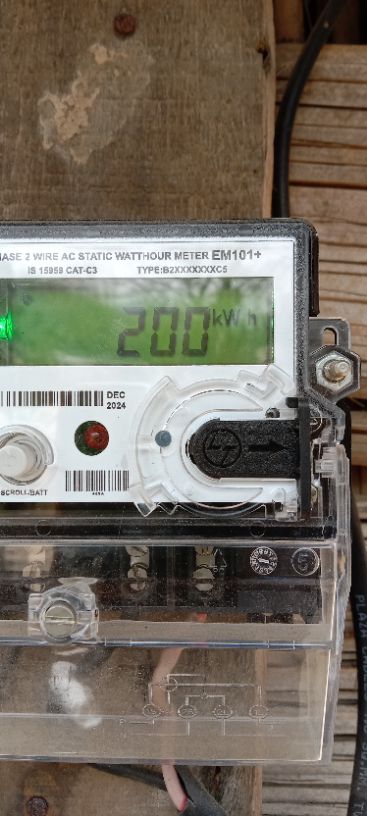 HASE 2 WIRE AC STATIC WATTHOUR METER EM101+
IS 15959 CAT-C3 TYPE:B2XXXXXXXC5
200 kWh
DEC
2024
SCROLL-BATT